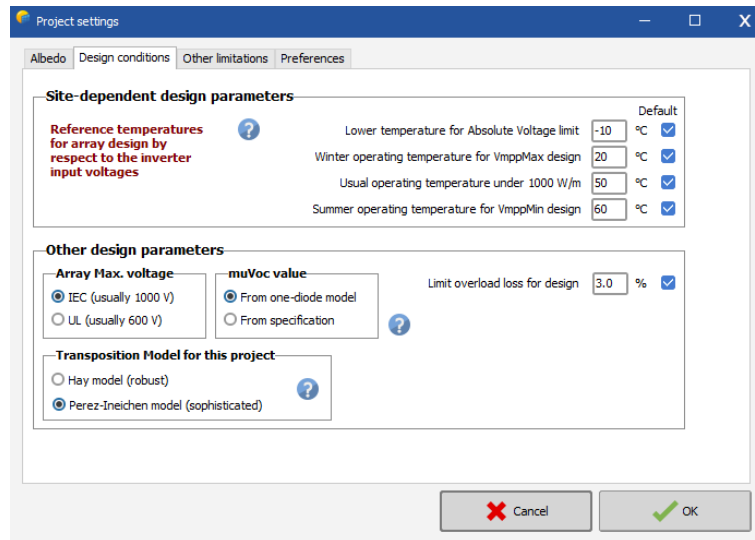 Project settings
Albedo
Design conditions
Other limitations
Preferences
Site-dependent design parameters
Default
Reference temperatures
for array design by
respect to the inverter
input voltages
Lower temperature for Absolute Voltage limit -10 °C
Winter operating temperature for VmppMax design 20 °C
Usual operating temperature under 1000 W/m 50 °C
Summer operating temperature for VmppMin design 60 °C
Other design parameters
Array Max. voltage
IEC (usually 1000 V)
UL (usually 600 V)
muVoc value
From one-diode model
From specification
Limit overload loss for design 3.0 %
Transposition Model for this project
Hay model (robust)
Perez-Ineichen model (sophisticated)
Cancel
OK